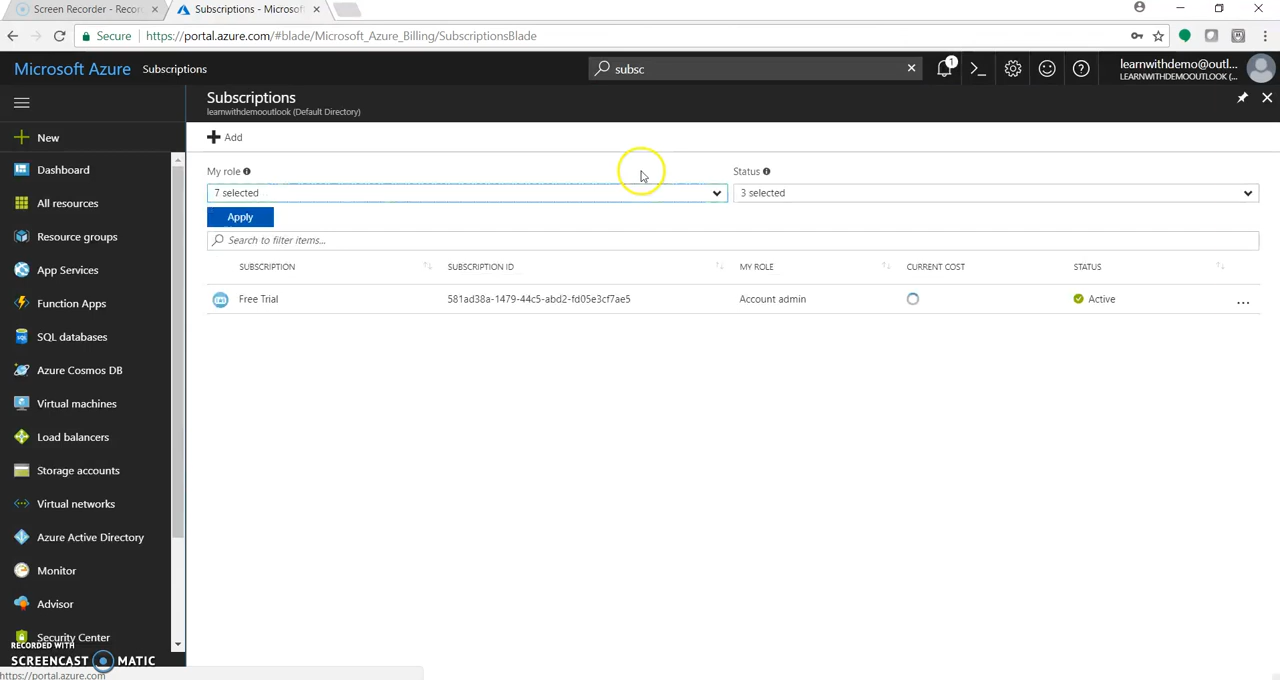 Screen Recorder - Reco
Subscriptions - Microsof
Secure
https://portal.azure.com/#blade/Microsoft_Azure_Billing/SubscriptionsBlade
Microsoft Azure
Subscriptions
subsc
1
learnwithdemo@outl...
LEARNWITHDEMOOUTLOOK (...
Subscriptions
learnwithdemooutlook (Default Directory)
New
Add
Dashboard
All resources
Resource groups
App Services
Function Apps
SQL databases
Azure Cosmos DB
Virtual machines
Load balancers
Storage accounts
Virtual networks
Azure Active Directory
Monitor
Advisor
Security Center
My role
Status
7 selected
3 selected
Apply
Search to filter items...
SUBSCRIPTION
SUBSCRIPTION ID
MY ROLE
CURRENT COST
STATUS
Free Trial
581ad38a-1479-44c5-abd2-fd05e3cf7ae5
Account admin
Active
...
RECORDED WITH
SCREENCAST MATIC
https://portal.azure.com